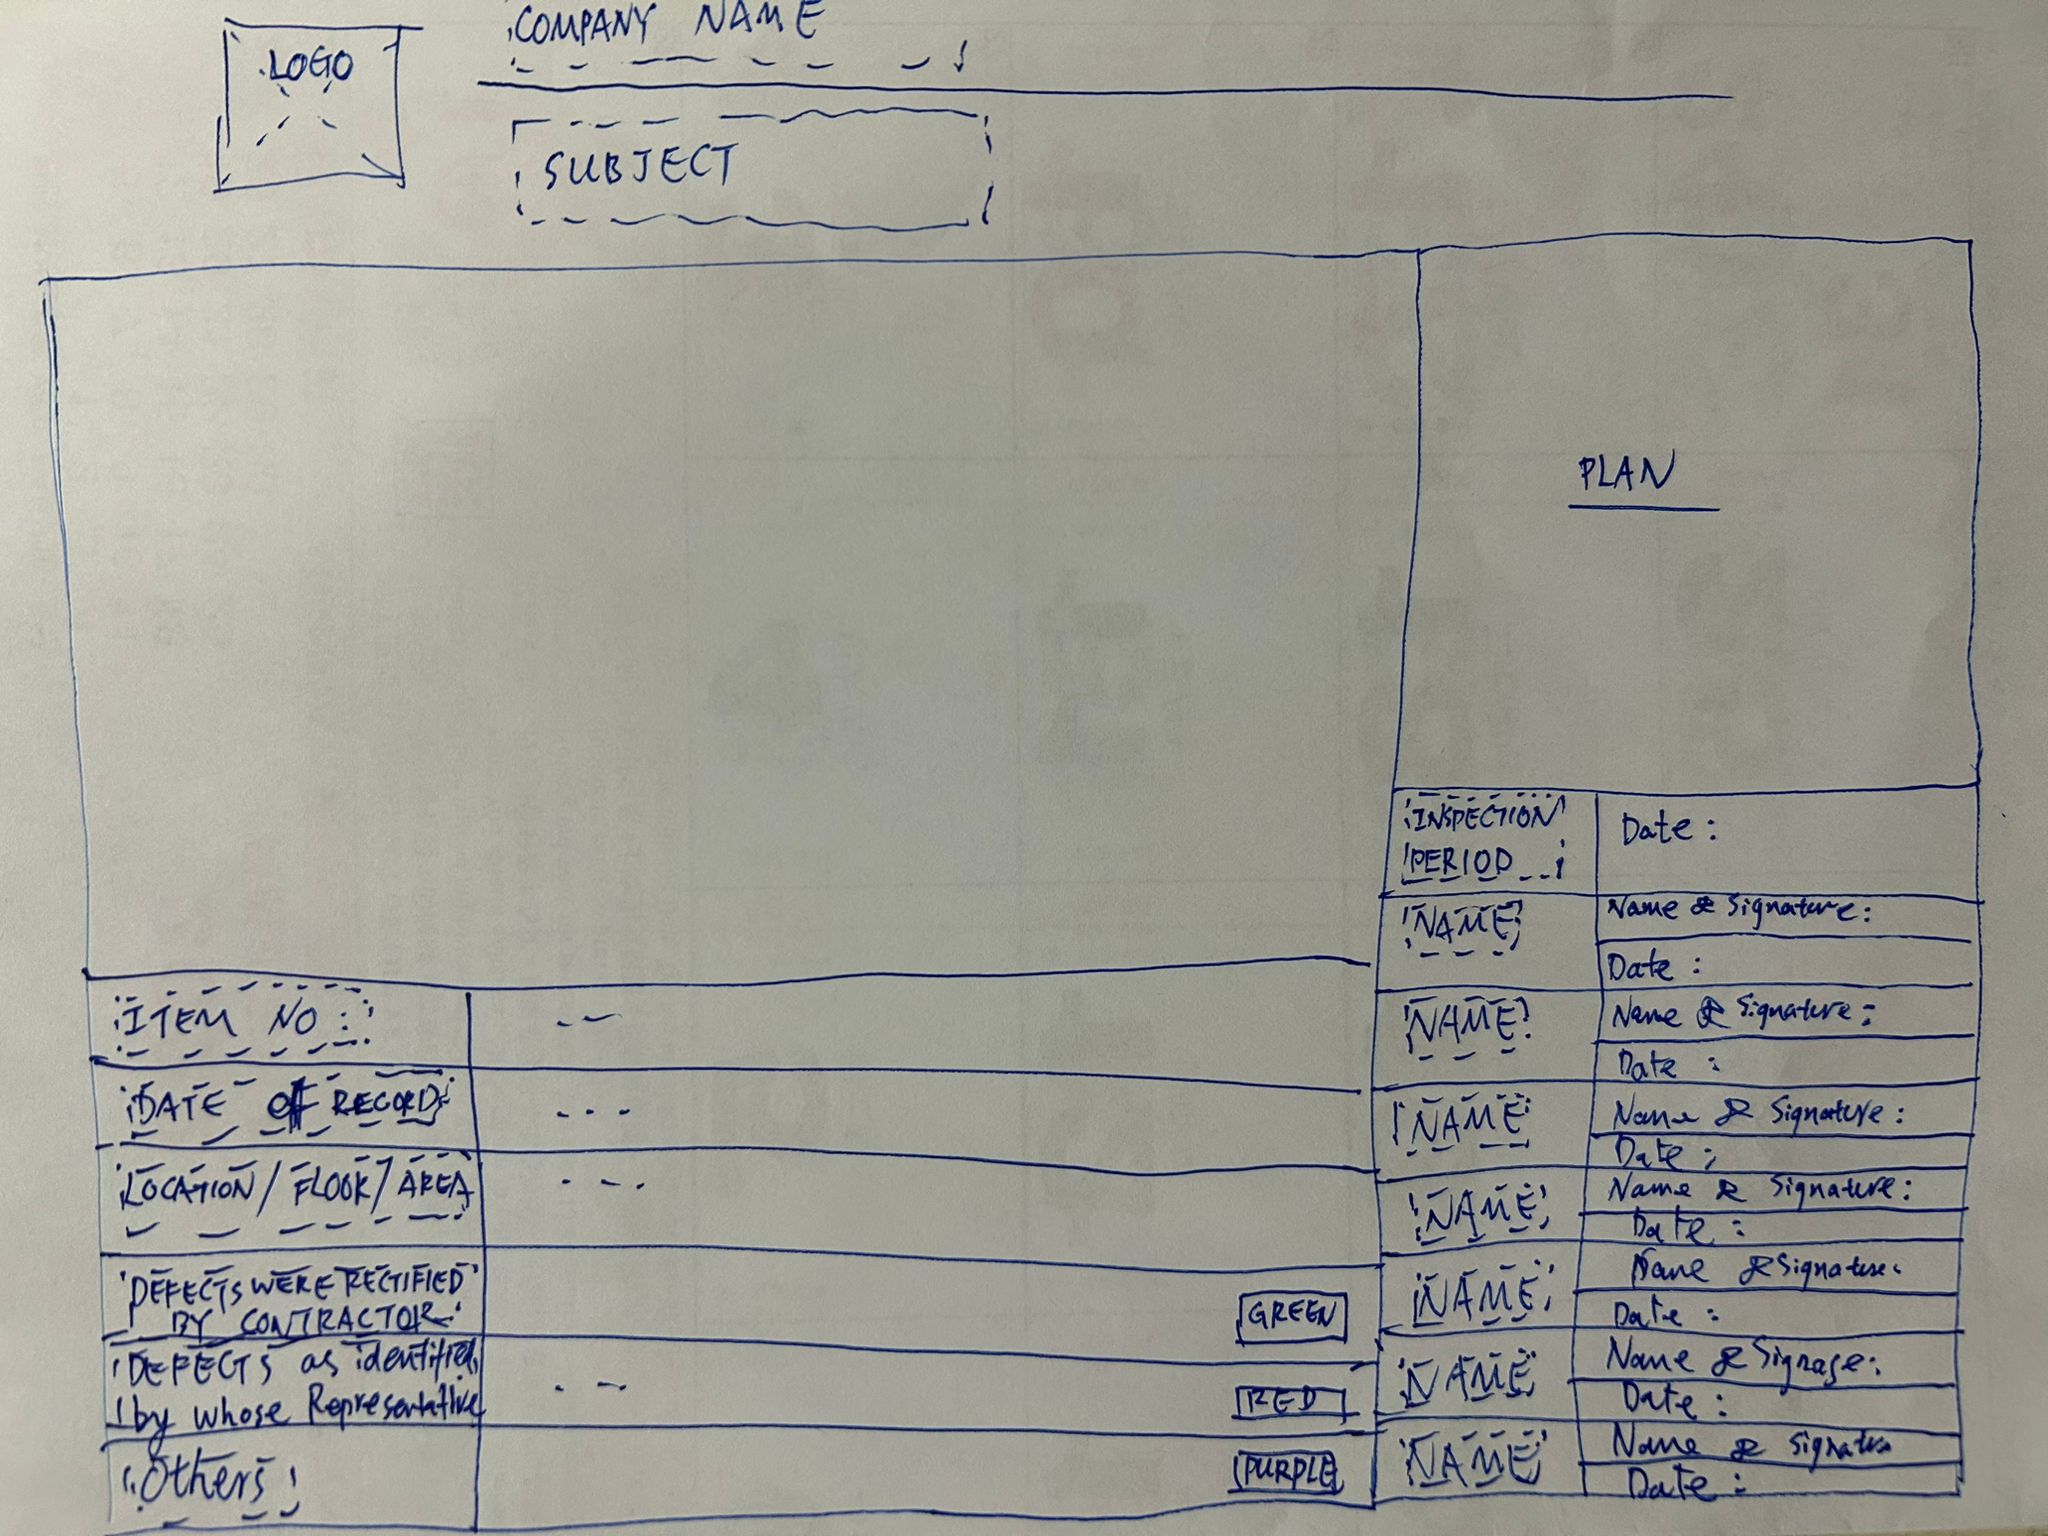 COMPANY NAME
LOGO
SUBJECT
PLAN
INSPECTION
PERIOD
Date :
NAME
Name & Signature :
Date :
NAME
Name & Signature :
Date :
NAME
Name & Signature :
Date :
NAME
Name & Signature :
Date :
NAME
Name & Signature :
Date :
NAME
Name & Signage :
Date :
NAME
Name & Signature
Date :
ITEM NO :
DATE OF RECORD
LOCATION / FLOOR / AREA
DEFECTS WERE RECTIFIED
BY CONTRACTOR
GREEN
DEFECTS as identified
by whose Representative
RED
Others
PURPLE